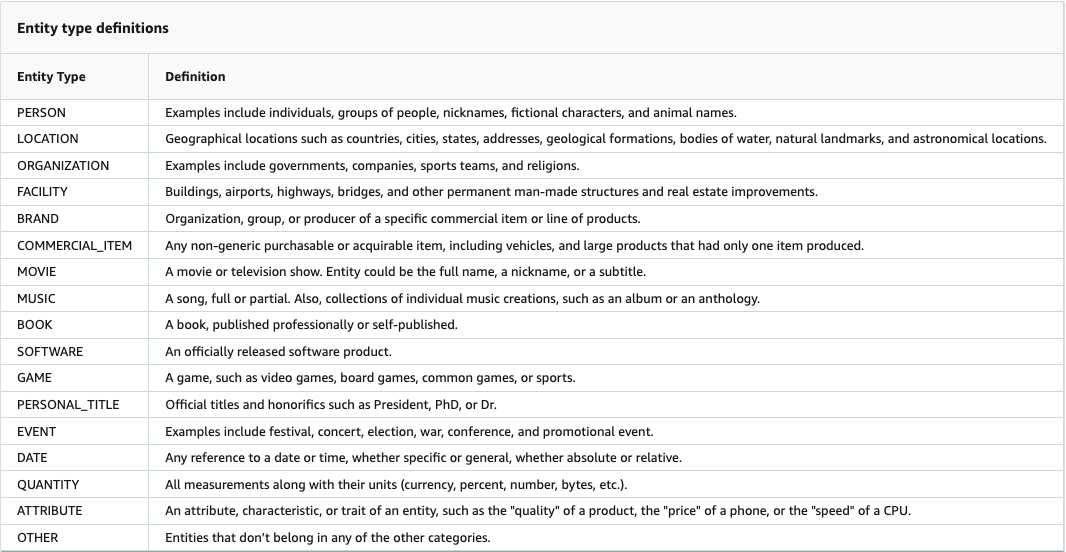 Entity type definitions
Entity Type Definition
PERSON Examples include individuals, groups of people, nicknames, fictional characters, and animal names.
LOCATION Geographical locations such as countries, cities, states, addresses, geological formations, bodies of water, natural landmarks, and astronomical locations.
ORGANIZATION Examples include governments, companies, sports teams, and religions.
FACILITY Buildings, airports, highways, bridges, and other permanent man-made structures and real estate improvements.
BRAND Organization, group, or producer of a specific commercial item or line of products.
COMMERCIAL_ITEM Any non-generic purchasable or acquirable item, including vehicles, and large products that had only one item produced.
MOVIE A movie or television show. Entity could be the full name, a nickname, or a subtitle.
MUSIC A song, full or partial. Also, collections of individual music creations, such as an album or an anthology.
BOOK A book, published professionally or self-published.
SOFTWARE An officially released software product.
GAME A game, such as video games, board games, common games, or sports.
PERSONAL_TITLE Official titles and honorifics such as President, PhD, or Dr.
EVENT Examples include festival, concert, election, war, conference, and promotional event.
DATE Any reference to a date or time, whether specific or general, whether absolute or relative.
QUANTITY All measurements along with their units (currency, percent, number, bytes, etc.).
ATTRIBUTE An attribute, characteristic, or trait of an entity, such as the "quality" of a product, the "price" of a phone, or the "speed" of a CPU.
OTHER Entities that don’t belong in any of the other categories.